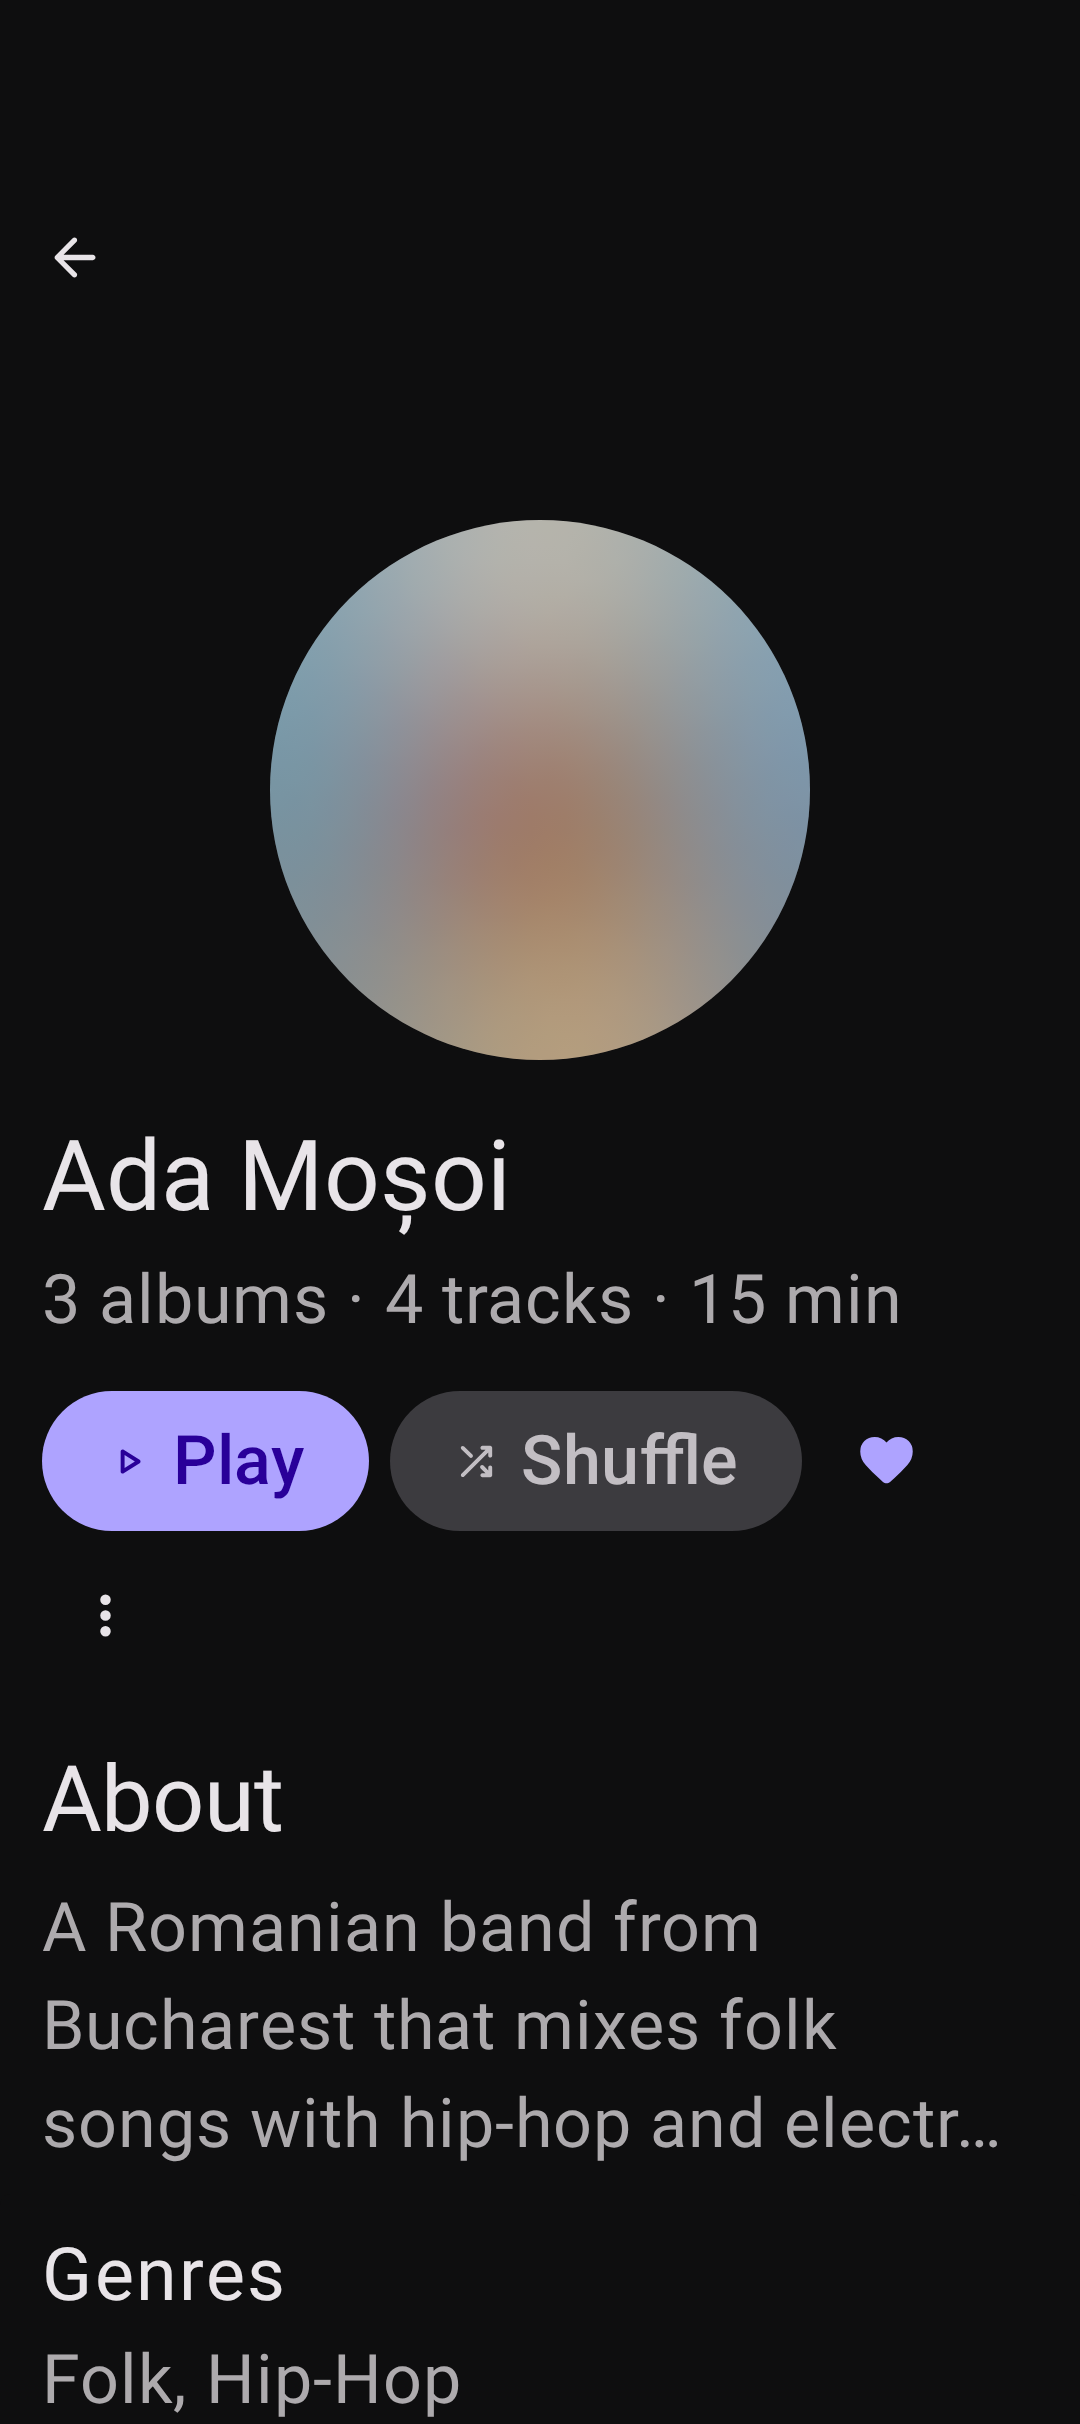 Ada Moșoi
3 albums · 4 tracks · 15 min
Play
Shuffle
About
A Romanian band from
Bucharest that mixes folk
songs with hip-hop and electr…
Genres
Folk, Hip-Hop